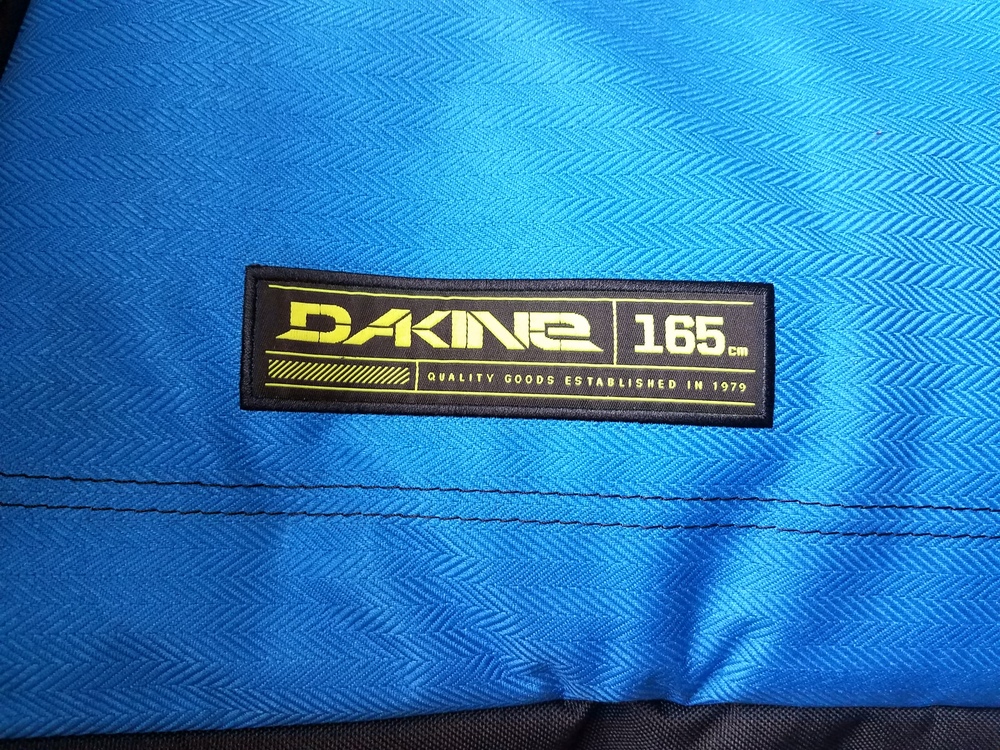 DAKINE 165cm
QUALITY GOODS ESTABLISHED IN 1979